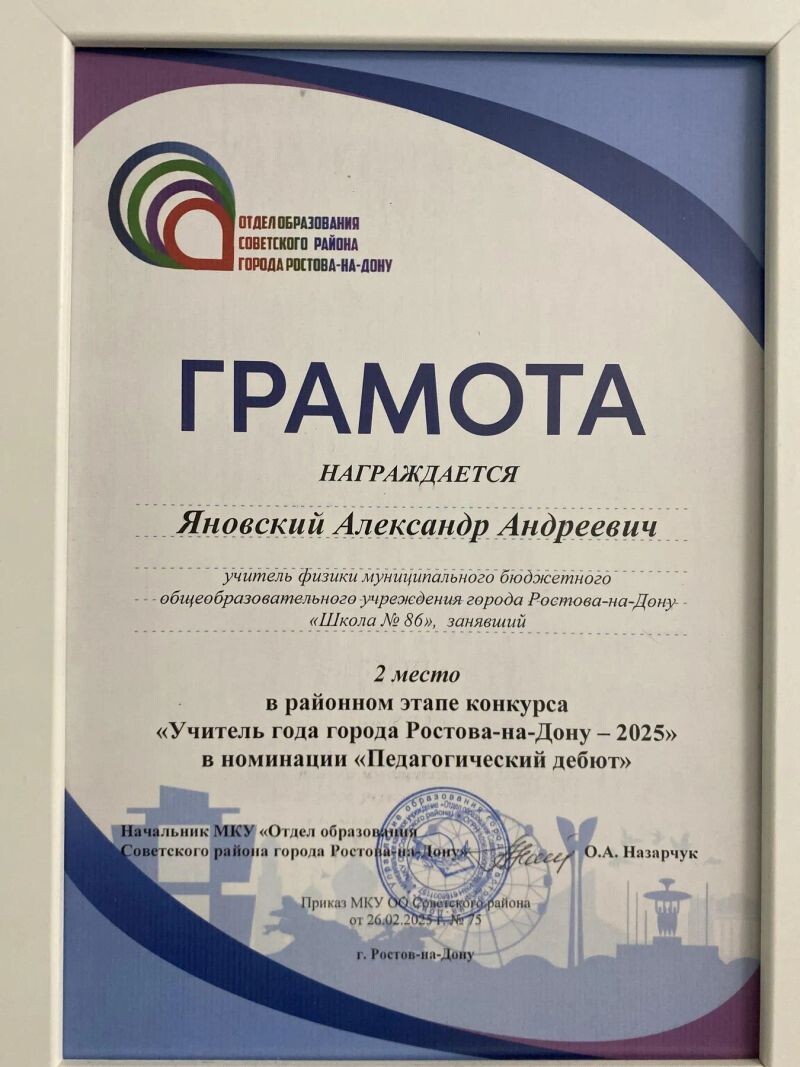 ОТДЕЛ ОБРАЗОВАНИЯ
СОВЕТСКОГО РАЙОНА
ГОРОДА РОСТОВА-НА-ДОНУ
ГРАМОТА
НАГРАЖДАЕТСЯ
Яновский Александр Андреевич
учитель физики муниципального бюджетного
общеобразовательного учреждения города Ростова-на-Дону
«Школа № 86», занявший
2 место
в районном этапе конкурса
«Учитель года города Ростова-на-Дону – 2025»
в номинации «Педагогический дебют»
Начальник МКУ «Отдел образования
Советского района города Ростова-на-Дону»
О.А. Назарчук
Приказ МКУ ОО Советского района
от 26.02.2025 г. № 75
г. Ростов-на-Дону